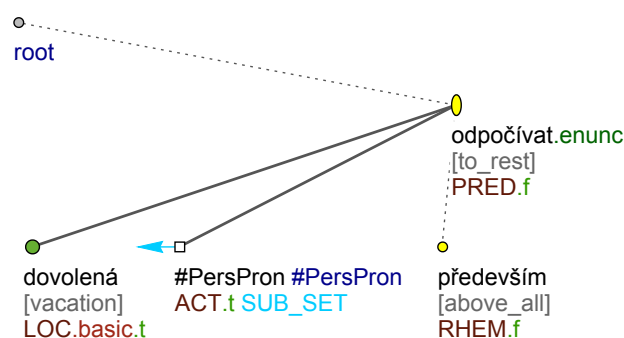 root
odpočívat.enunc
[to_rest]
PRED.f
dovolená
[vacation]
LOC.basic.t
#PersPron #PersPron
ACT.t SUB_SET
především
[above_all]
RHEM.f